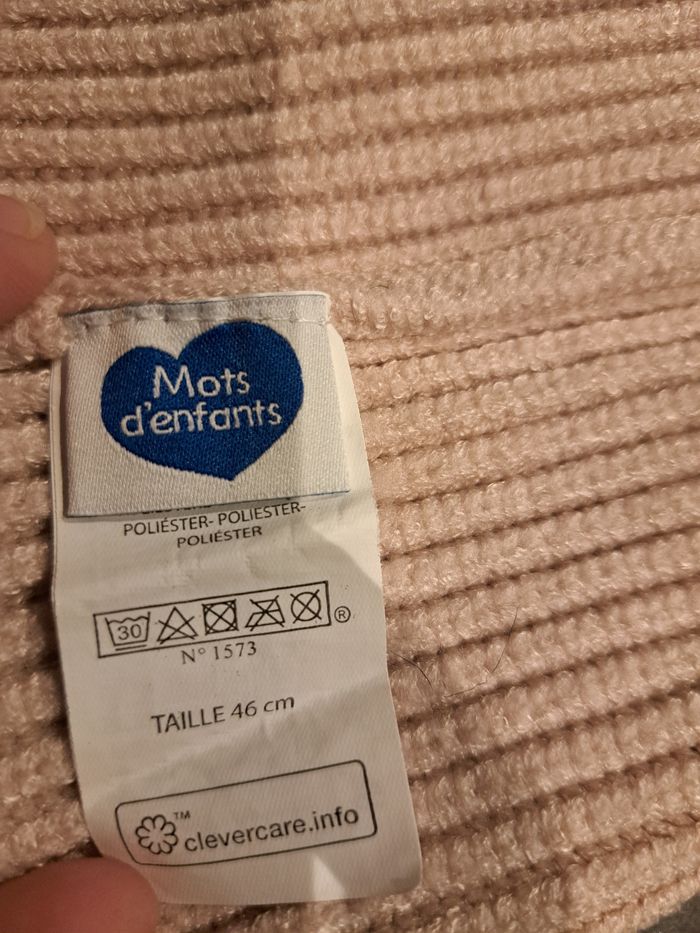 Mots
d'enfants
POLIÉSTER- POLIESTER-
POLIÉSTER
30
®
N° 1573
TAILLE 46 cm
™
clevercare.info